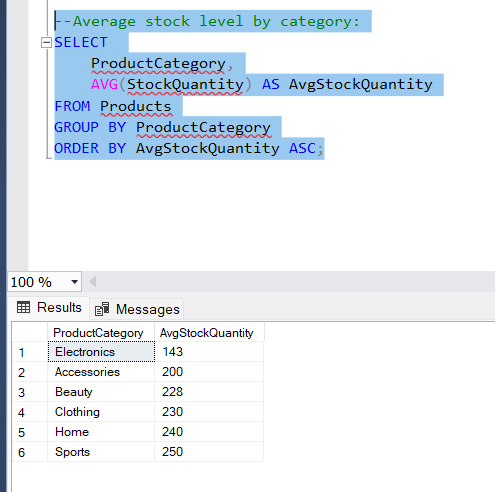 --Average stock level by category:
SELECT
ProductCategory,
AVG(StockQuantity) AS AvgStockQuantity
FROM Products
GROUP BY ProductCategory
ORDER BY AvgStockQuantity ASC;
100 %
Results Messages
ProductCategory AvgStockQuantity
1 Electronics 143
2 Accessories 200
3 Beauty 228
4 Clothing 230
5 Home 240
6 Sports 250